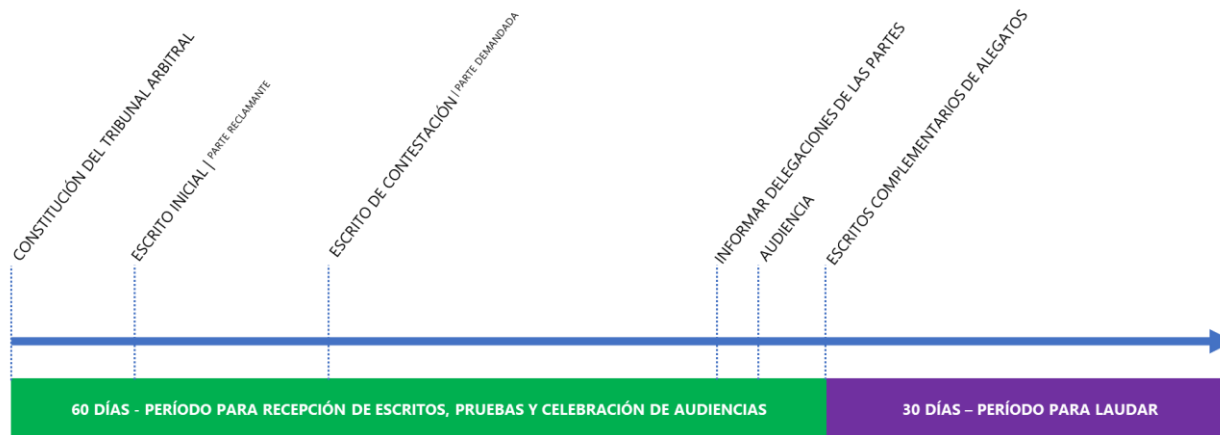 CONSTITUCIÓN DEL TRIBUNAL ARBITRAL
ESCRITO INICIAL | PARTE RECLAMANTE
ESCRITO DE CONTESTACIÓN | PARTE DEMANDADA
INFORMAR DELEGACIONES DE LAS PARTES
AUDIENCIA
ESCRITOS COMPLEMENTARIOS DE ALEGATOS
60 DÍAS - PERÍODO PARA RECEPCIÓN DE ESCRITOS, PRUEBAS Y CELEBRACIÓN DE AUDIENCIAS
30 DÍAS – PERÍODO PARA LAUDAR